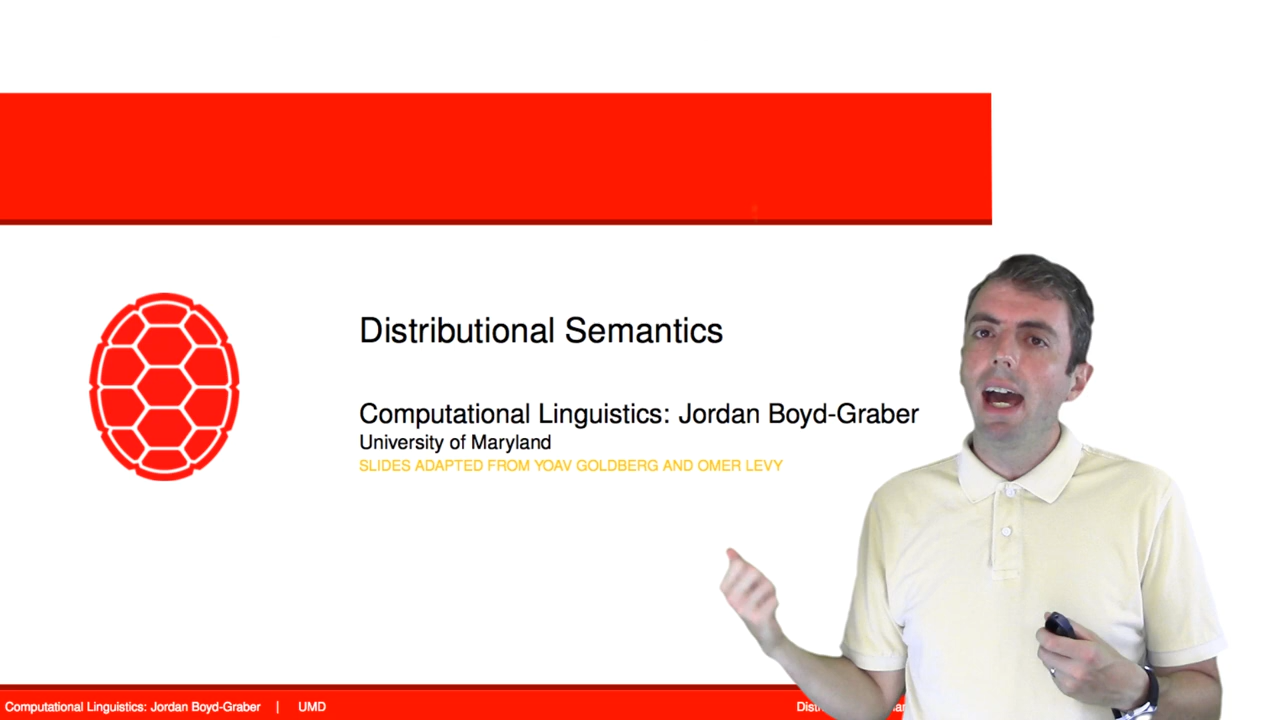 Distributional Semantics
Computational Linguistics: Jordan Boyd-Graber
University of Maryland
SLIDES ADAPTED FROM YOAV GOLDBERG AND OMER LEVY
Computational Linguistics: Jordan Boyd-Graber | UMD